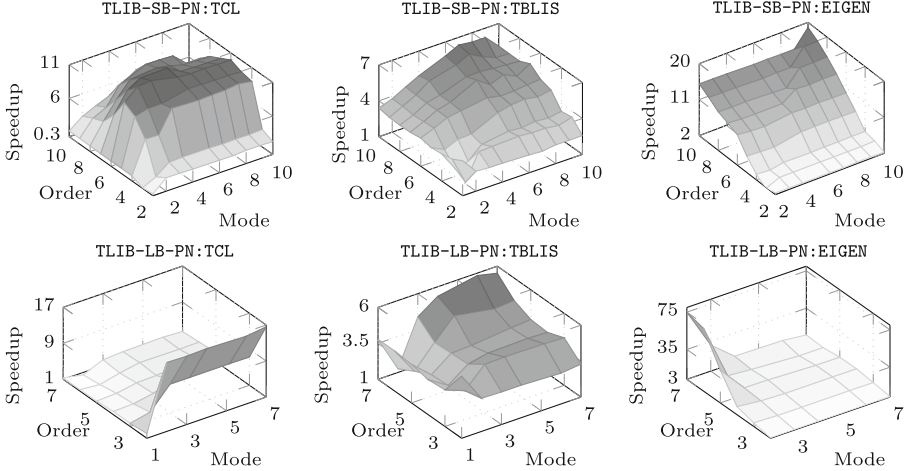 TLIB-SB-PN:TCL
11
6
0.3
Speedup
10
8
6
4
2
Order
2
4
6
8
10
Mode
TLIB-SB-PN:TBLIS
7
4
1
Speedup
10
8
6
4
2
Order
2
4
6
8
10
Mode
TLIB-SB-PN:EIGEN
20
11
2
Speedup
10
8
6
4
2
Order
2
4
6
8
10
Mode
TLIB-LB-PN:TCL
17
9
1
Speedup
7
5
3
Order
1
3
5
7
Mode
TLIB-LB-PN:TBLIS
6
3.5
1
Speedup
7
5
3
Order
1
3
5
7
Mode
TLIB-LB-PN:EIGEN
75
35
3
Speedup
7
5
3
Order
3
5
7
Mode